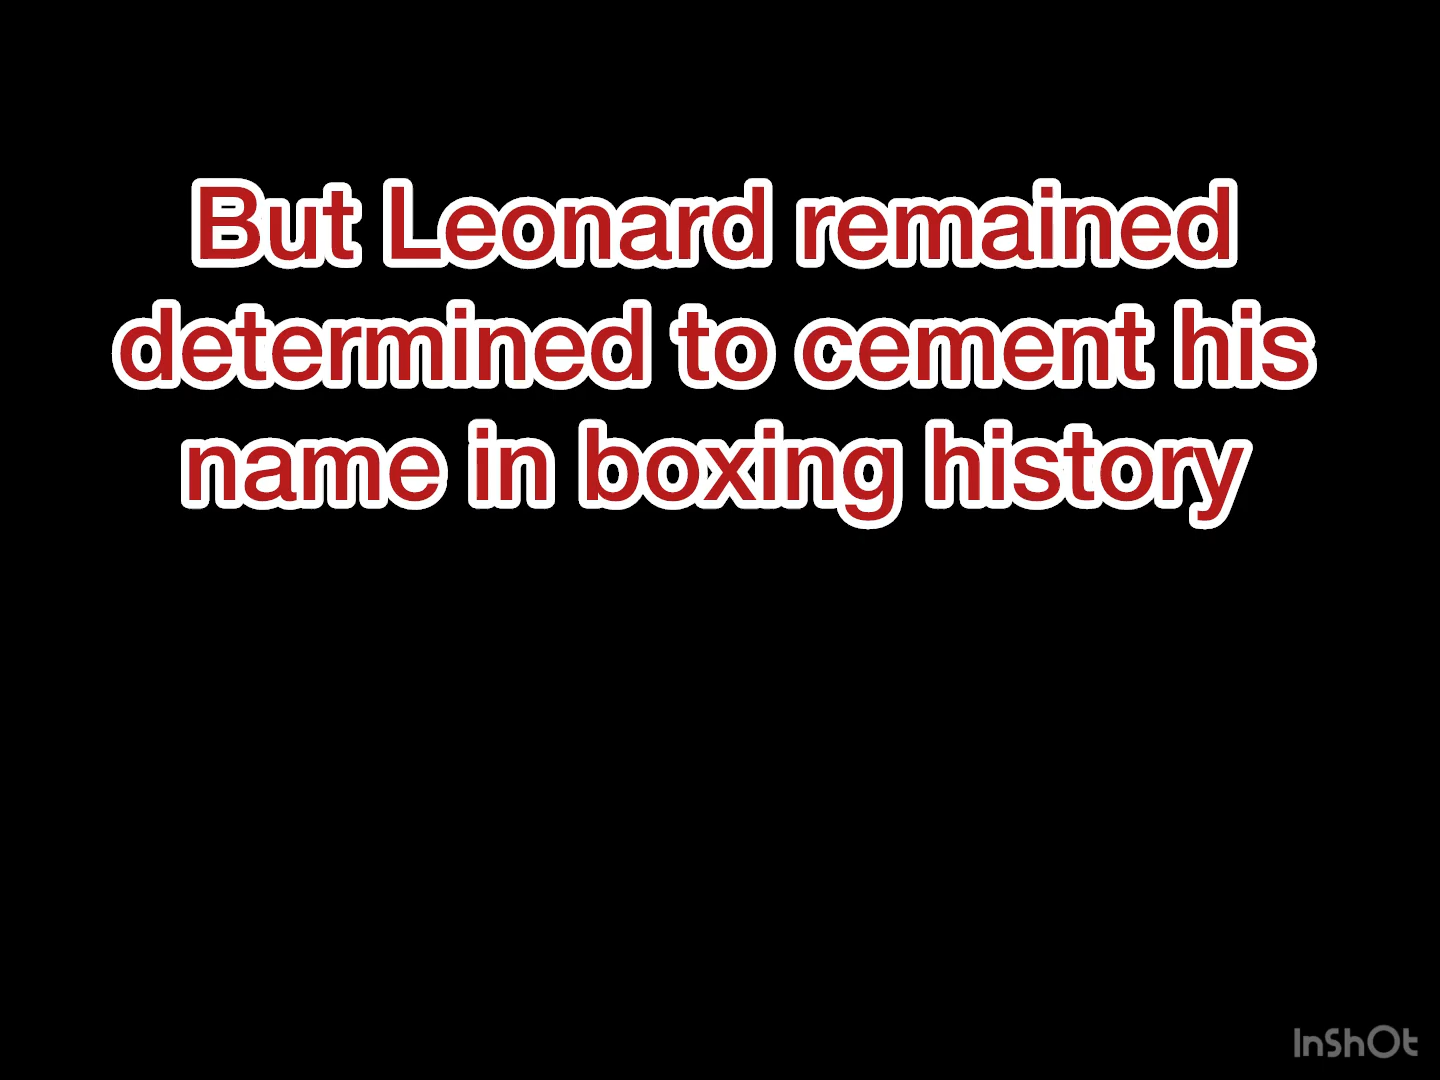 But Leonard remained
determined to cement his
name in boxing history
InShOt